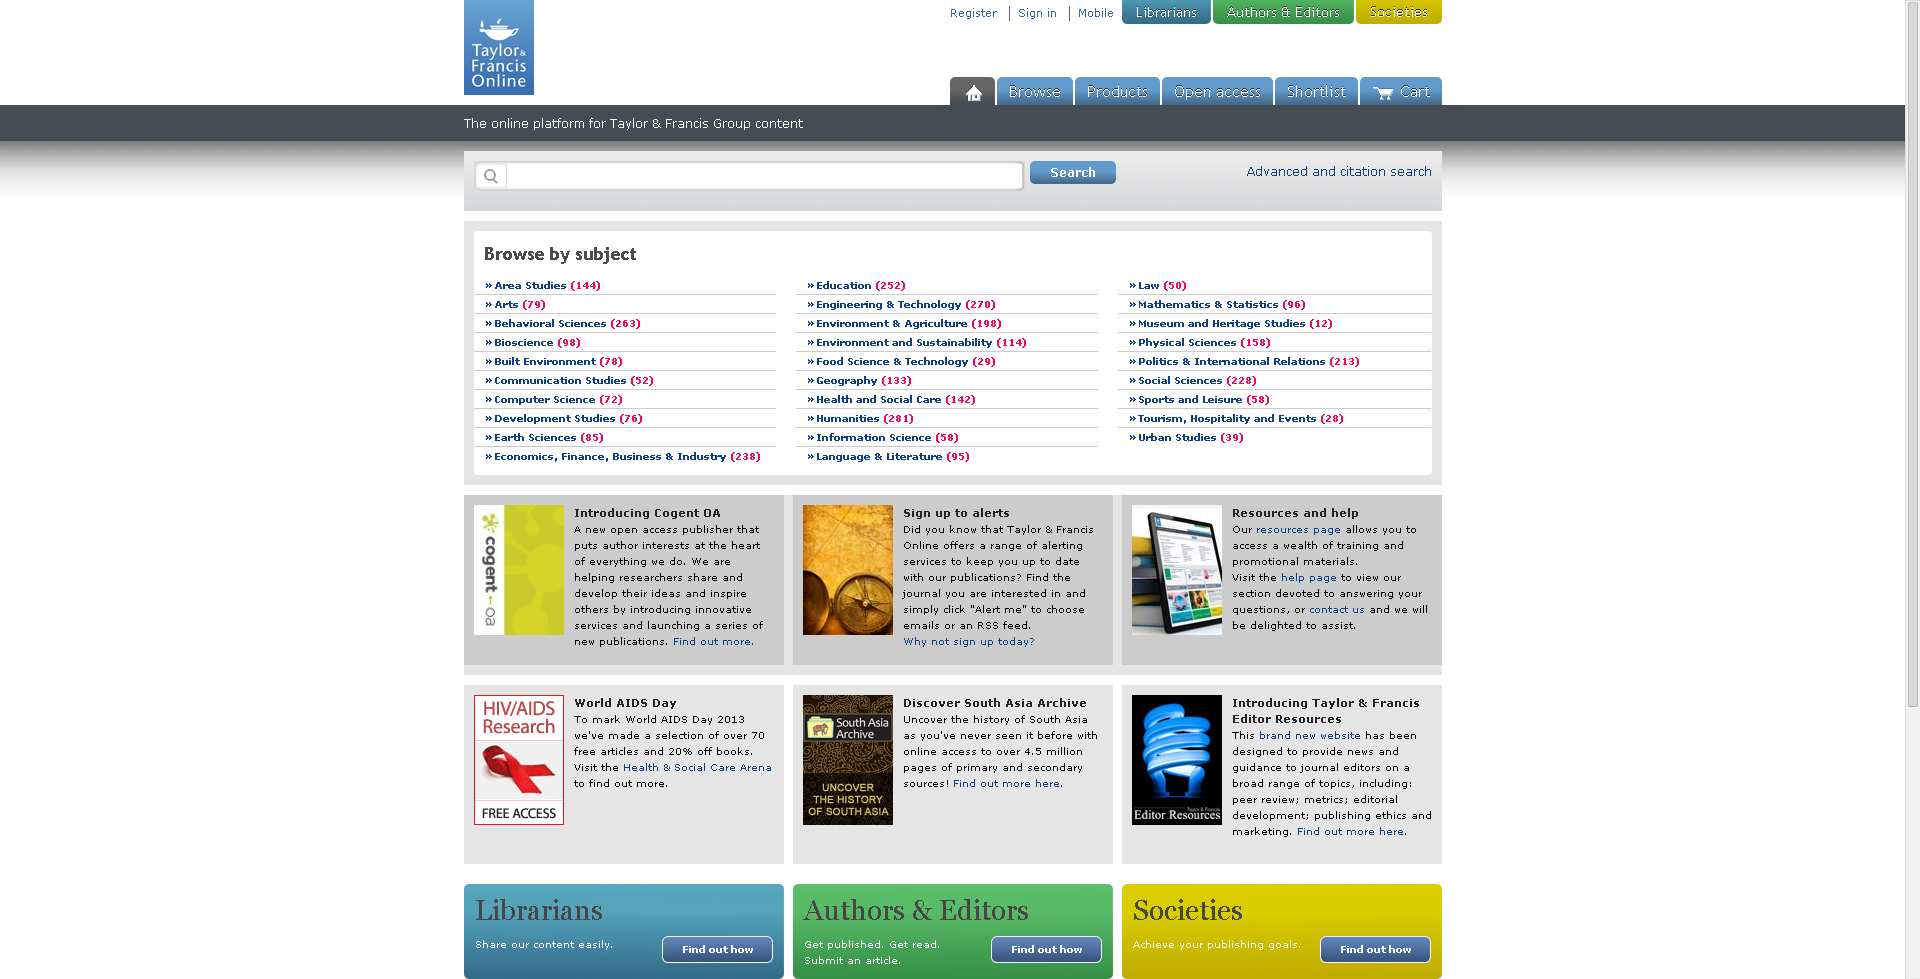 Taylor &
Francis
Online
Register
Sign in
Mobile
Librarians
Authors & Editors
Societies
Browse
Products
Open access
Shortlist
Cart
The online platform for Taylor & Francis Group content
Search
Advanced and citation search
Browse by subject
» Area Studies (144)
» Arts (79)
» Behavioral Sciences (263)
» Bioscience (98)
» Built Environment (78)
» Communication Studies (52)
» Computer Science (72)
» Development Studies (76)
» Earth Sciences (85)
» Economics, Finance, Business & Industry (238)
» Education (252)
» Engineering & Technology (270)
» Environment & Agriculture (198)
» Environment and Sustainability (114)
» Food Science & Technology (29)
» Geography (133)
» Health and Social Care (142)
» Humanities (281)
» Information Science (58)
» Language & Literature (95)
» Law (50)
» Mathematics & Statistics (96)
» Museum and Heritage Studies (12)
» Physical Sciences (158)
» Politics & International Relations (213)
» Social Sciences (228)
» Sports and Leisure (58)
» Tourism, Hospitality and Events (28)
» Urban Studies (39)
cogent oa
Introducing Cogent OA
A new open access publisher that
puts author interests at the heart
of everything we do. We are
helping researchers share and
develop their ideas and inspire
others by introducing innovative
services and launching a series of
new publications. Find out more.
Sign up to alerts
Did you know that Taylor & Francis
Online offers a range of alerting
services to keep you up to date
with our publications? Find the
journal you are interested in and
simply click "Alert me" to choose
emails or an RSS feed.
Why not sign up today?
Resources and help
Our resources page allows you to
access a wealth of training and
promotional materials.
Visit the help page to view our
section devoted to answering your
questions, or contact us and we will
be delighted to assist.
HIV/AIDS
Research
FREE ACCESS
World AIDS Day
To mark World AIDS Day 2013
we've made a selection of over 70
free articles and 20% off books.
Visit the Health & Social Care Arena
to find out more.
South Asia
Archive
UNCOVER
THE HISTORY
OF SOUTH ASIA
Discover South Asia Archive
Uncover the history of South Asia
as you've never seen it before with
online access to over 4.5 million
pages of primary and secondary
sources! Find out more here.
Taylor & Francis
Editor Resources
Introducing Taylor & Francis
Editor Resources
This brand new website has been
designed to provide news and
guidance to journal editors on a
broad range of topics, including:
peer review; metrics; editorial
development; publishing ethics and
marketing. Find out more here.
Librarians
Share our content easily.
Find out how
Authors & Editors
Get published. Get read.
Submit an article.
Find out how
Societies
Achieve your publishing goals.
Find out how